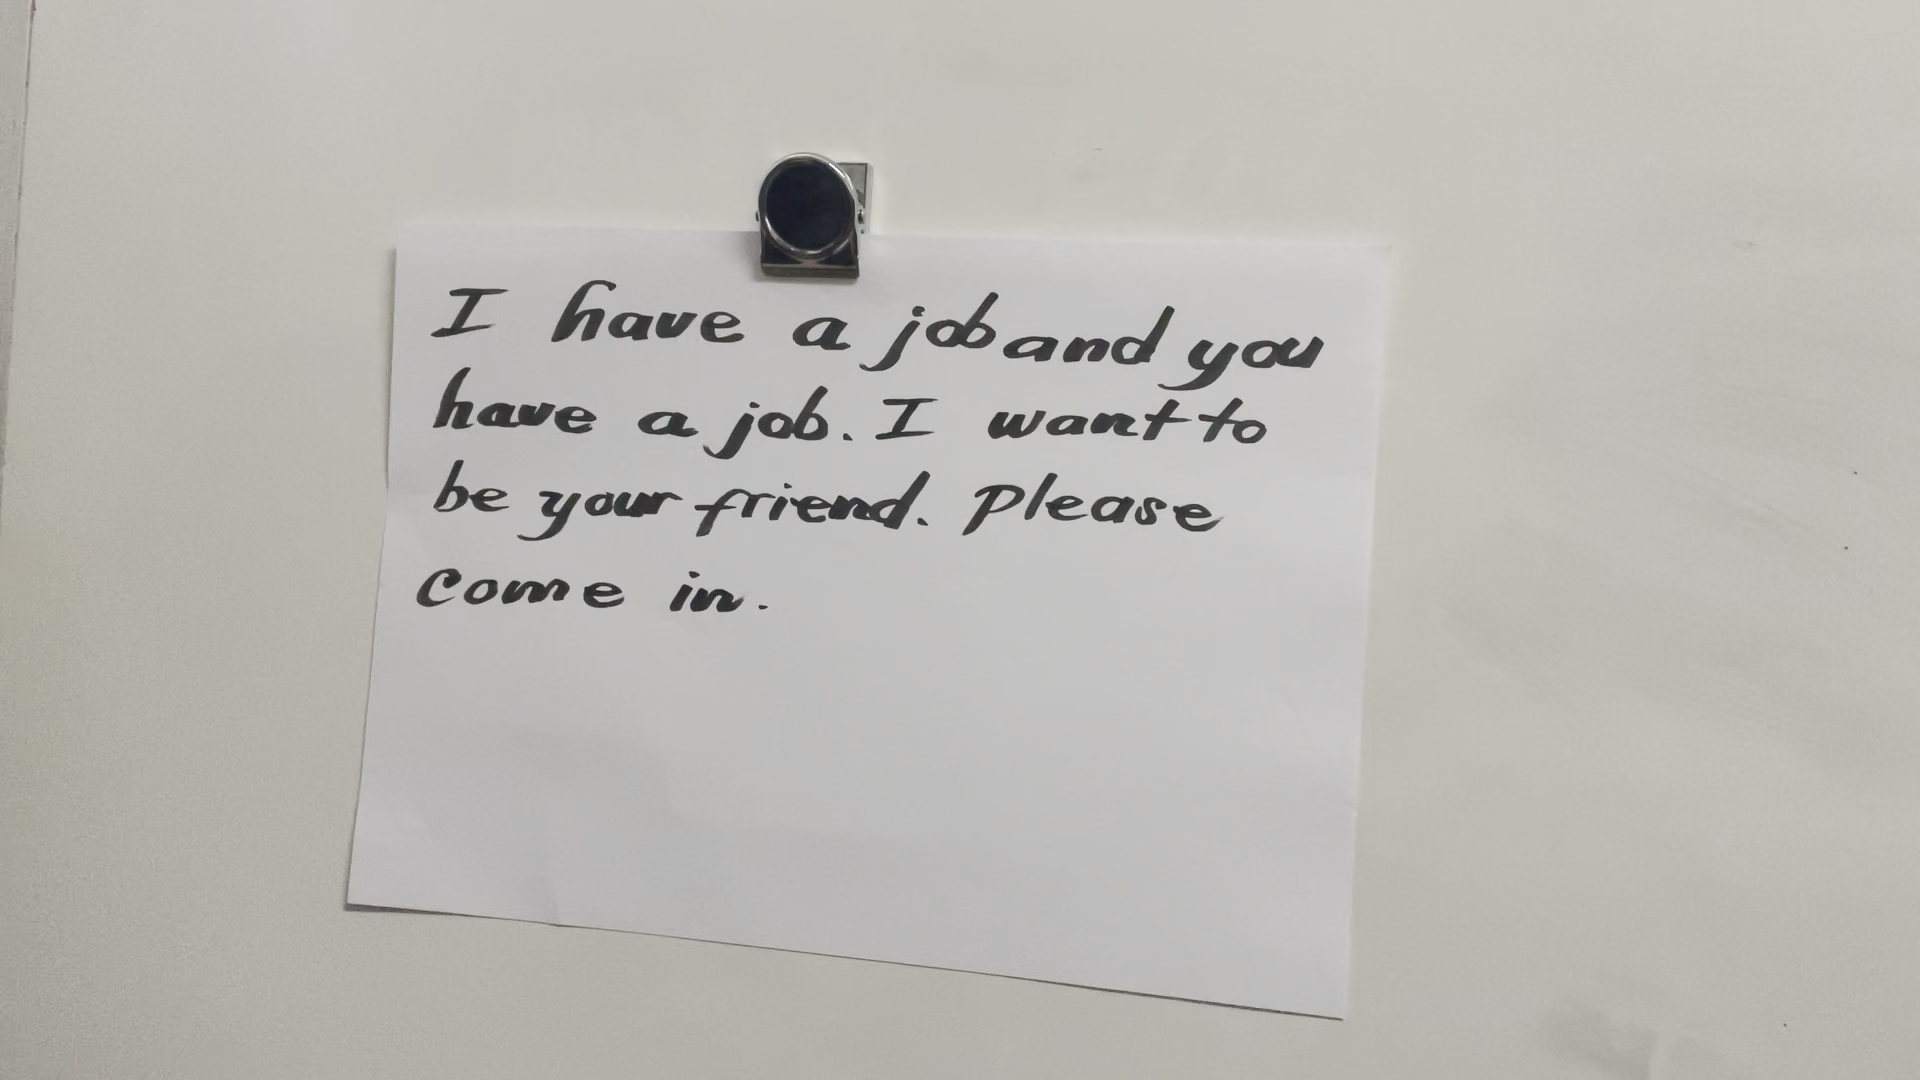 I have a job and you
have a job. I want to
be your friend. Please
come in.